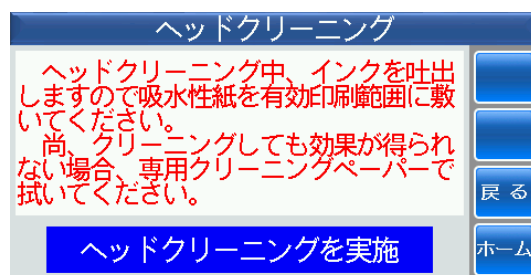 ヘッドクリーニング
ヘッドクリーニング中、インクを吐出
しますので吸水性紙を有効印刷範囲に敷
いてください。
尚、クリーニングしても効果が得られ
ない場合、専用クリーニングペーパーで
拭いてください。
戻る
ヘッドクリーニングを実施
ホーム